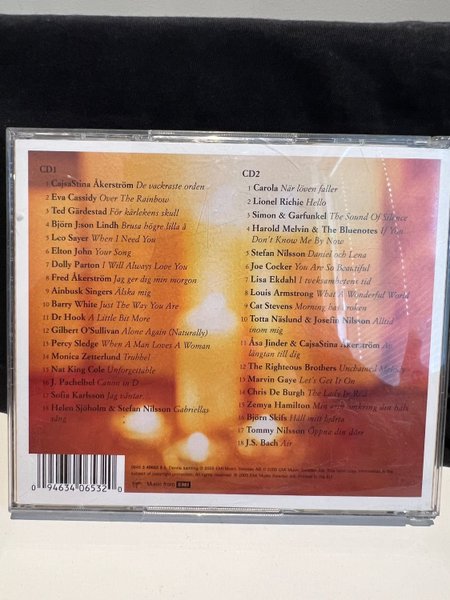 CD1
1 CajsaStina Åkerström De vackraste orden
2 Eva Cassidy Over The Rainbow
3 Ted Gärdestad För kärlekens skull
4 Björn J:son Lindh Brusa högre lilla å
5 Leo Sayer When I Need You
6 Elton John Your Song
7 Dolly Parton I Will Always Love You
8 Fred Åkerström Jag ger dig min morgon
9 Ainbusk Singers Älska mig
10 Barry White Just The Way You Are
11 Dr Hook A Little Bit More
12 Gilbert O'Sullivan Alone Again (Naturally)
13 Percy Sledge When A Man Loves A Woman
14 Monica Zetterlund Trubbel
15 Nat King Cole Unforgettable
16 J. Pachelbel Canon in D
17 Sofia Karlsson Jag väntar...
18 Helen Sjöholm & Stefan Nilsson Gabriellas
sång
CD2
1 Carola När löven faller
2 Lionel Richie Hello
3 Simon & Garfunkel The Sound Of Silence
4 Harold Melvin & The Bluenotes If You
Don't Know Me By Now
5 Stefan Nilsson Daniel och Lena
6 Joe Cocker You Are So Beautiful
7 Lisa Ekdahl I tveksamhetens tid
8 Louis Armstrong What A Wonderful World
9 Cat Stevens Morning has broken
10 Totta Näslund & Josefin Nilsson Alltid
inom mig
11 Åsa Jinder & CajsaStina Åkerström Av
längtan till dig
12 The Righteous Brothers Unchained Melody
13 Marvin Gaye Let's Get It On
14 Chris De Burgh The Lady In Red
15 Zemya Hamilton Men omkring din hals
16 Björn Skifs Håll mitt hjärta
17 Tommy Nilsson Öppna din dörr
18 J.S. Bach Air
0 94634 06532 0
Music from EMI